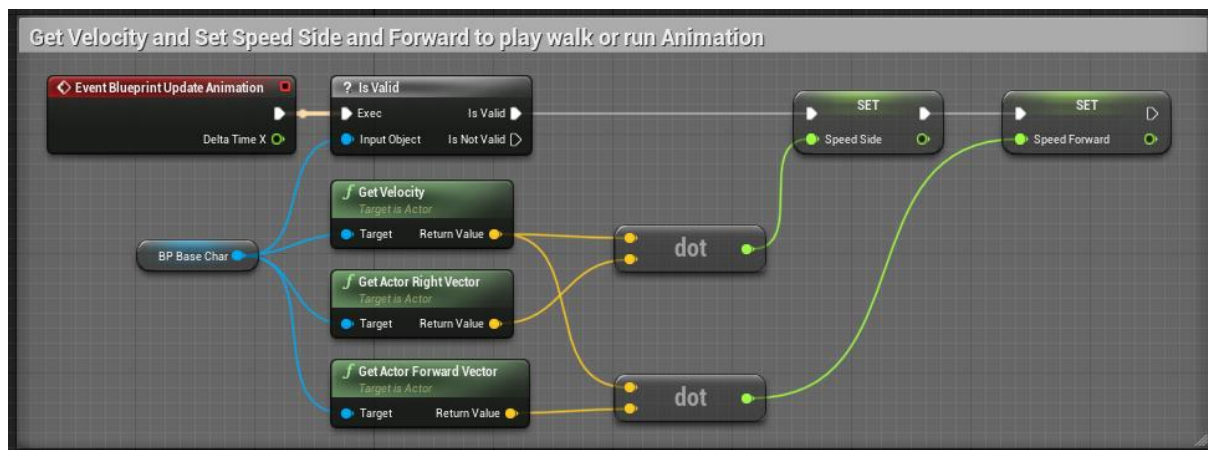 Get Velocity and Set Speed Side and Forward to play walk or run Animation
Event Blueprint Update Animation
Delta Time X
? Is Valid
Exec Is Valid
Input Object Is Not Valid
SET
Speed Side
SET
Speed Forward
f Get Velocity
Target is Actor
Target Return Value
BP Base Char
dot
f Get Actor Right Vector
Target is Actor
Target Return Value
f Get Actor Forward Vector
Target is Actor
Target Return Value
dot